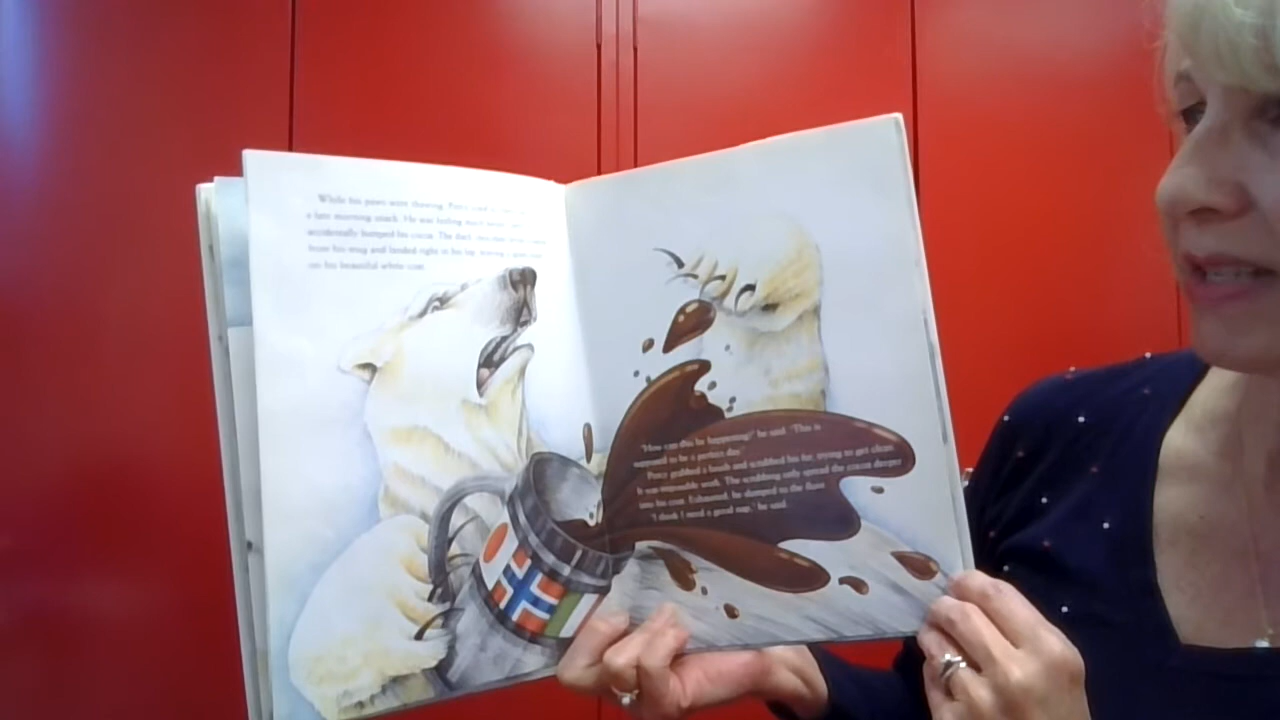 While his paws were thawing, Percy
a late morning snack. He was feeling much
accidentally bumped his cocoa. The dark
from his mug and landed right in his lap, leaving a
on his beautiful white coat.
"How can this be happening?" he said. "This is
supposed to be a perfect day."
Percy grabbed a brush and scrubbed his fur, trying to get clean.
It was impossible work. The scrubbing only spread the cocoa deeper
into his coat. Exhausted, he slumped to the floor.
"I think I need a good nap," he said.